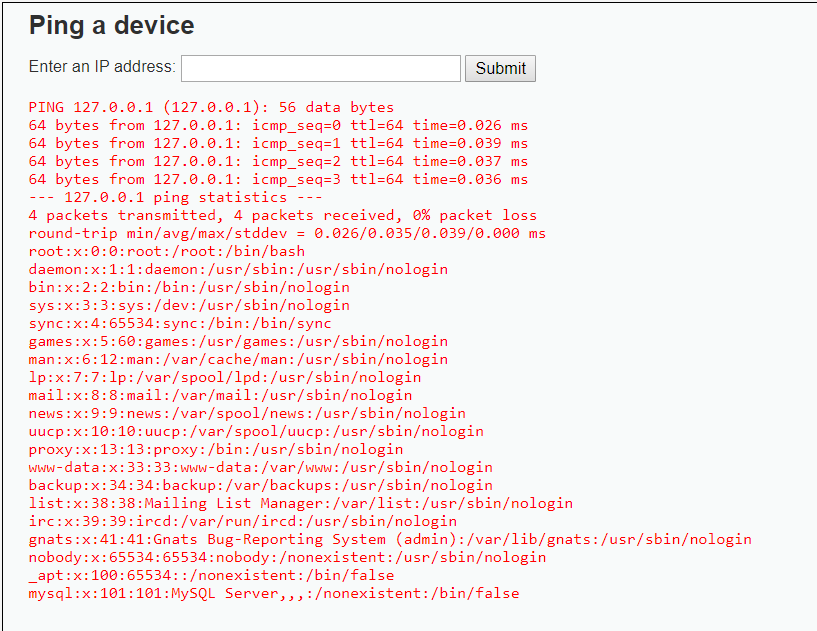 Ping a device
Enter an IP address:
Submit
PING 127.0.0.1 (127.0.0.1): 56 data bytes
64 bytes from 127.0.0.1: icmp_seq=0 ttl=64 time=0.026 ms
64 bytes from 127.0.0.1: icmp_seq=1 ttl=64 time=0.039 ms
64 bytes from 127.0.0.1: icmp_seq=2 ttl=64 time=0.037 ms
64 bytes from 127.0.0.1: icmp_seq=3 ttl=64 time=0.036 ms
--- 127.0.0.1 ping statistics ---
4 packets transmitted, 4 packets received, 0% packet loss
round-trip min/avg/max/stddev = 0.026/0.035/0.039/0.000 ms
root:x:0:0:root:/root:/bin/bash
daemon:x:1:1:daemon:/usr/sbin:/usr/sbin/nologin
bin:x:2:2:bin:/bin:/usr/sbin/nologin
sys:x:3:3:sys:/dev:/usr/sbin/nologin
sync:x:4:65534:sync:/bin:/bin/sync
games:x:5:60:games:/usr/games:/usr/sbin/nologin
man:x:6:12:man:/var/cache/man:/usr/sbin/nologin
lp:x:7:7:lp:/var/spool/lpd:/usr/sbin/nologin
mail:x:8:8:mail:/var/mail:/usr/sbin/nologin
news:x:9:9:news:/var/spool/news:/usr/sbin/nologin
uucp:x:10:10:uucp:/var/spool/uucp:/usr/sbin/nologin
proxy:x:13:13:proxy:/bin:/usr/sbin/nologin
www-data:x:33:33:www-data:/var/www:/usr/sbin/nologin
backup:x:34:34:backup:/var/backups:/usr/sbin/nologin
list:x:38:38:Mailing List Manager:/var/list:/usr/sbin/nologin
irc:x:39:39:ircd:/var/run/ircd:/usr/sbin/nologin
gnats:x:41:41:Gnats Bug-Reporting System (admin):/var/lib/gnats:/usr/sbin/nologin
nobody:x:65534:65534:nobody:/nonexistent:/usr/sbin/nologin
_apt:x:100:65534::/nonexistent:/bin/false
mysql:x:101:101:MySQL Server,,,:/nonexistent:/bin/false